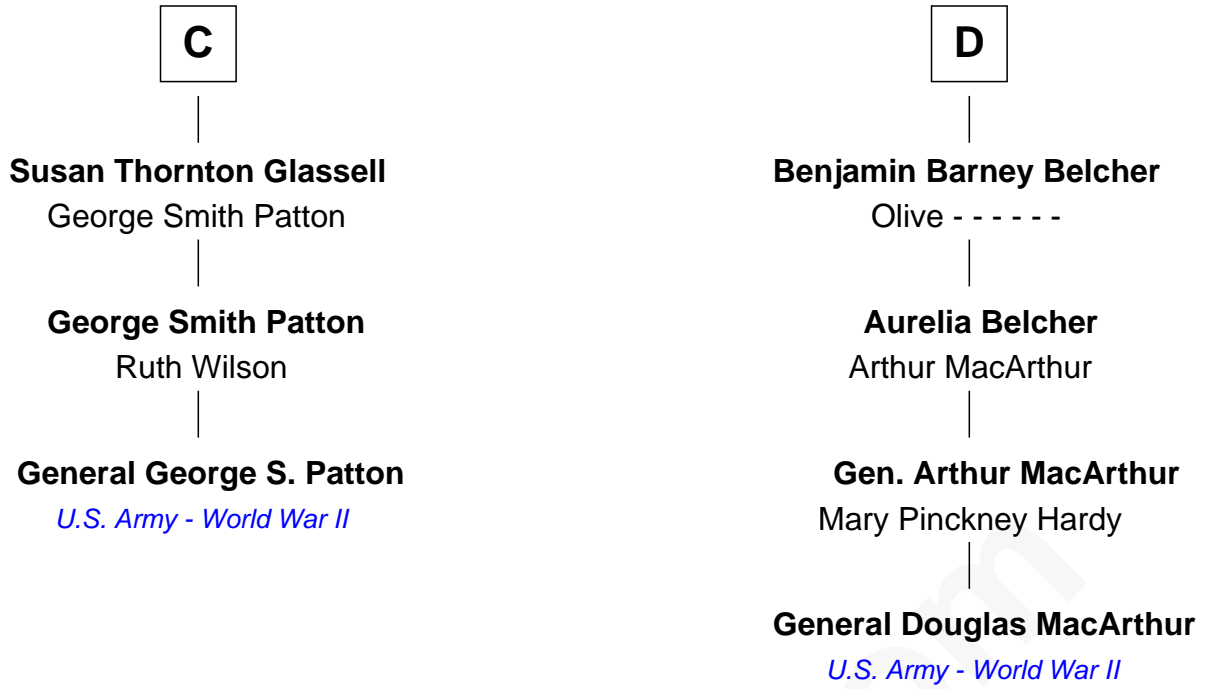 C
Susan Thornton Glassell
George Smith Patton
George Smith Patton
Ruth Wilson
General George S. Patton
U.S. Army - World War II
D
Benjamin Barney Belcher
Olive - - - - - -
Aurelia Belcher
Arthur MacArthur
Gen. Arthur MacArthur
Mary Pinckney Hardy
General Douglas MacArthur
U.S. Army - World War II